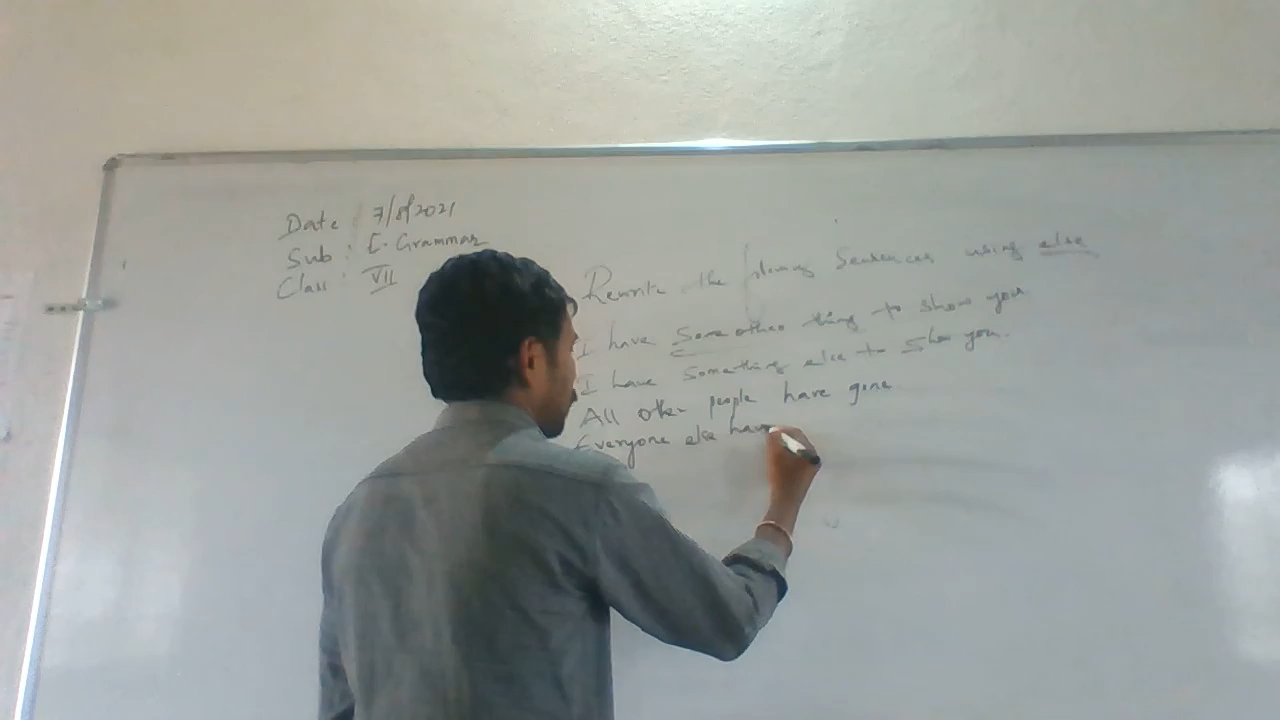 Date : 7/8/2021
Sub : E. Grammar
Class : VII
Rewrite the following Sentences using else
I have Some other thing to show you
I have Something else to Show you.
All other people have gone
Everyone else have